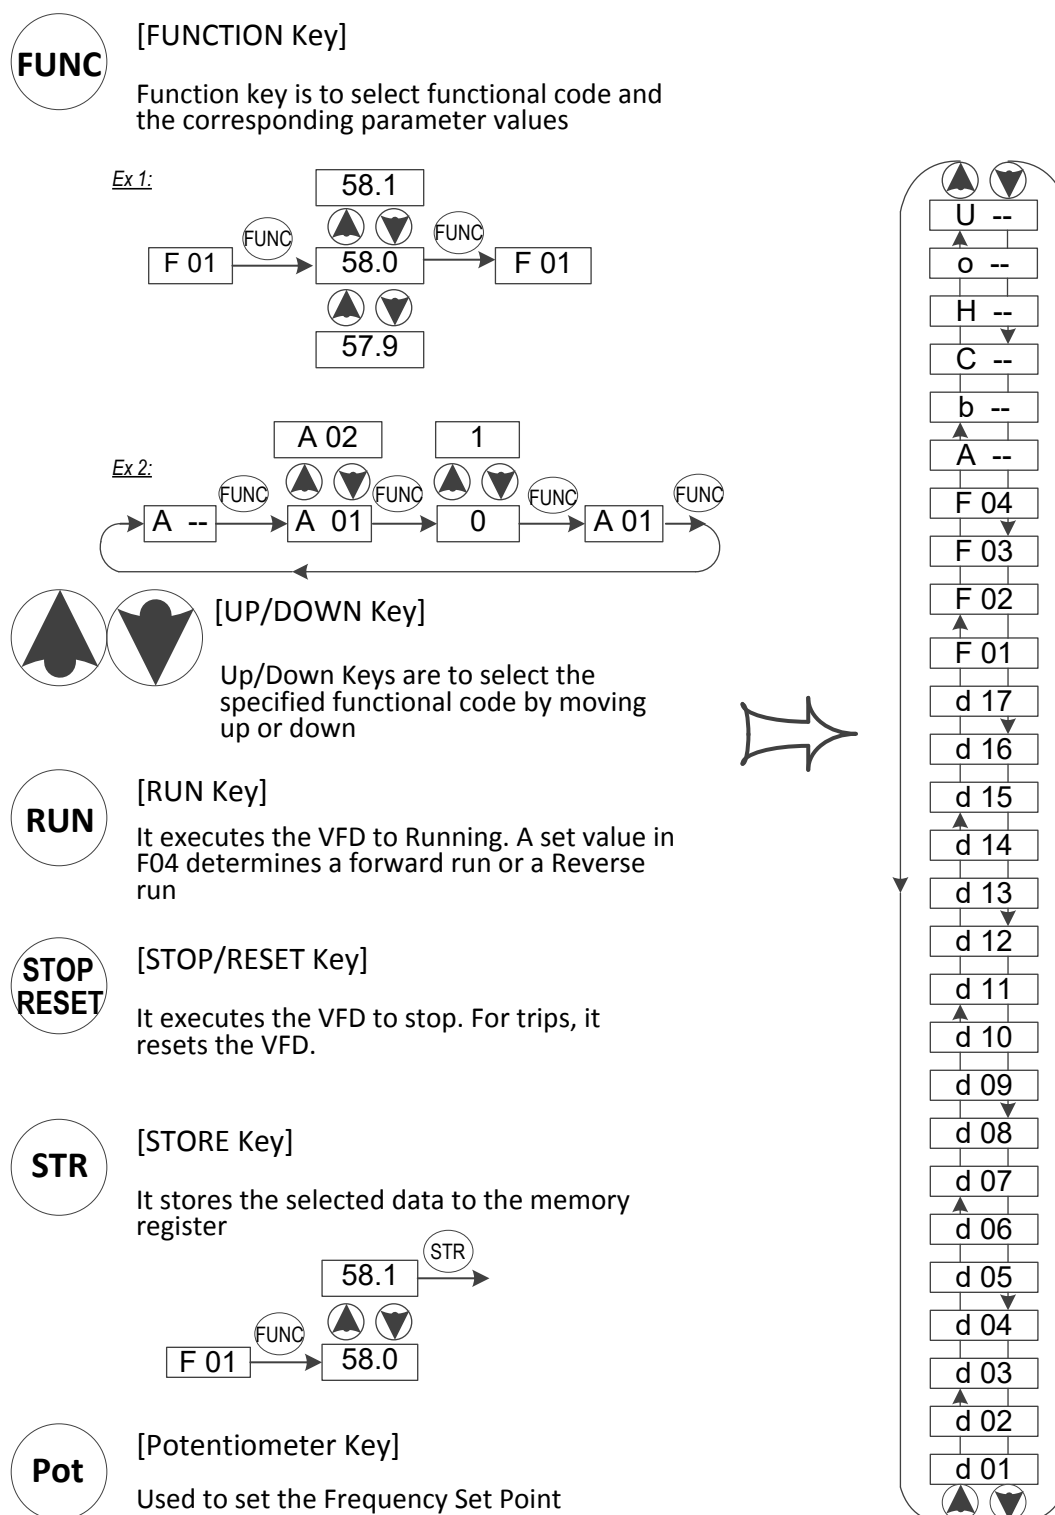 FUNC
[FUNCTION Key]
Function key is to select functional code and
the corresponding parameter values
Ex 1:
58.1
FUNC
FUNC
F 01
58.0
F 01
57.9
A 02
1
Ex 2:
FUNC
FUNC
FUNC
FUNC
A --
A 01
0
A 01
[UP/DOWN Key]
Up/Down Keys are to select the
specified functional code by moving
up or down
RUN
[RUN Key]
It executes the VFD to Running. A set value in
F04 determines a forward run or a Reverse
run
STOP
RESET
[STOP/RESET Key]
It executes the VFD to stop. For trips, it
resets the VFD.
STR
[STORE Key]
It stores the selected data to the memory
register
STR
58.1
FUNC
F 01
58.0
Pot
[Potentiometer Key]
Used to set the Frequency Set Point
U --
o --
H --
C --
b --
A --
F 04
F 03
F 02
F 01
d 17
d 16
d 15
d 14
d 13
d 12
d 11
d 10
d 09
d 08
d 07
d 06
d 05
d 04
d 03
d 02
d 01